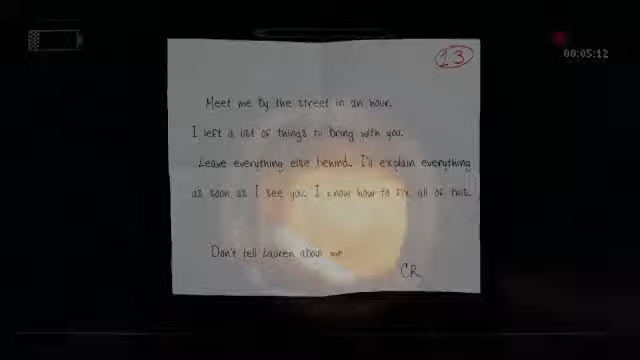 13
00:05:12
Meet me by the street in an hour.
I left a list of things to bring with you.
Leave everything else behind. I'll explain everything
as soon as I see you. I know how to fix all of this.
Don't tell Lauren about me
CR